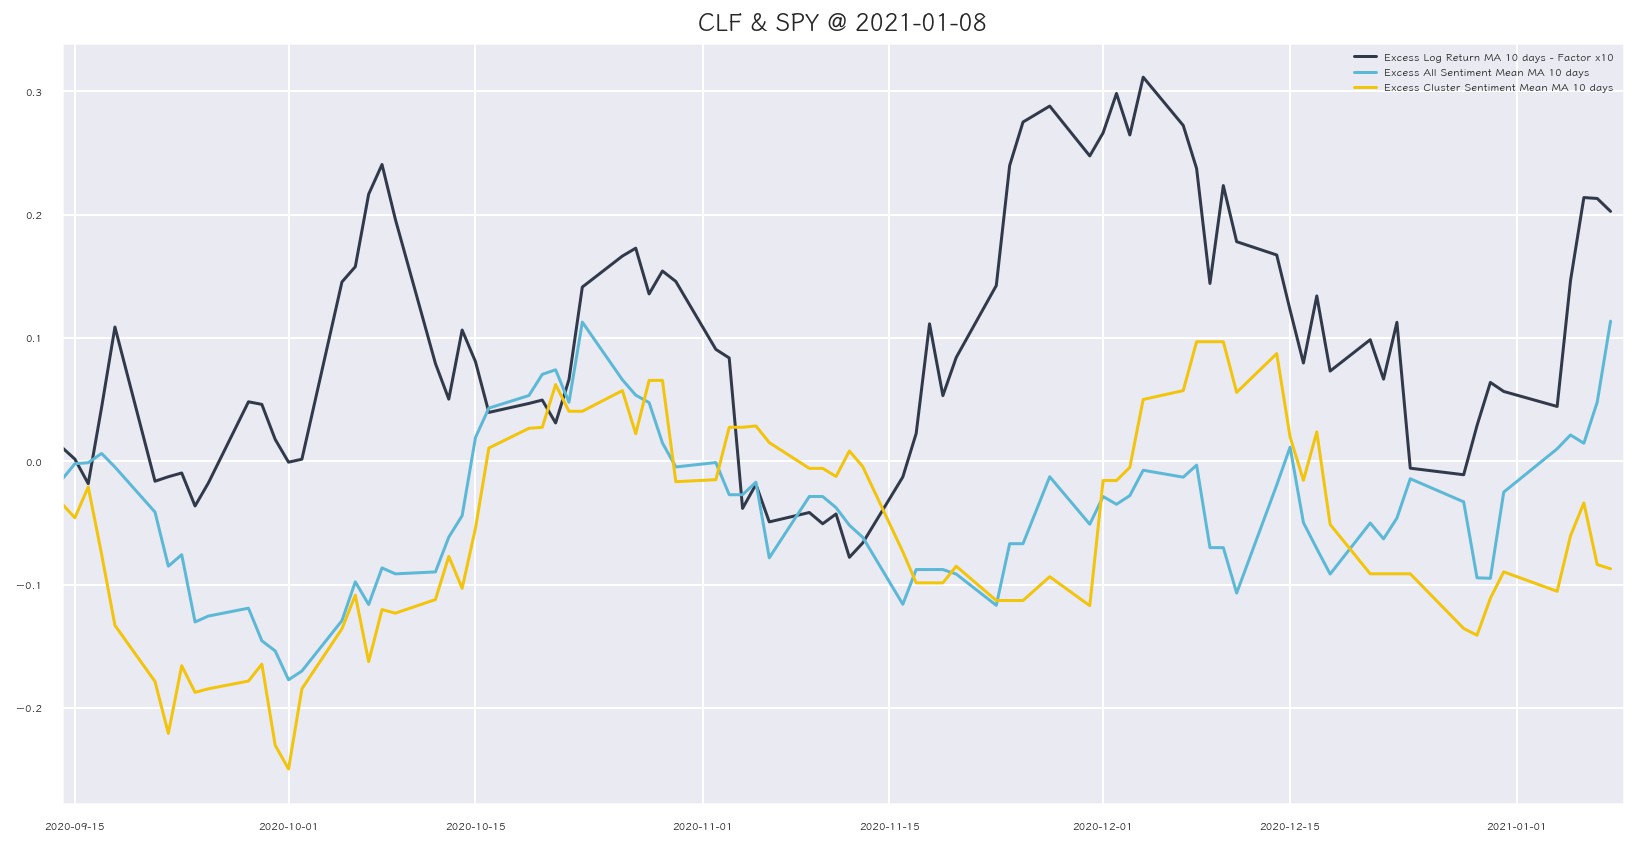 CLF & SPY @ 2021-01-08
Excess Log Return MA 10 days - Factor x10
Excess All Sentiment Mean MA 10 days
Excess Cluster Sentiment Mean MA 10 days
0.3
0.2
0.1
0.0
−0.1
−0.2
2020-09-15 2020-10-01 2020-10-15 2020-11-01 2020-11-15 2020-12-01 2020-12-15 2021-01-01